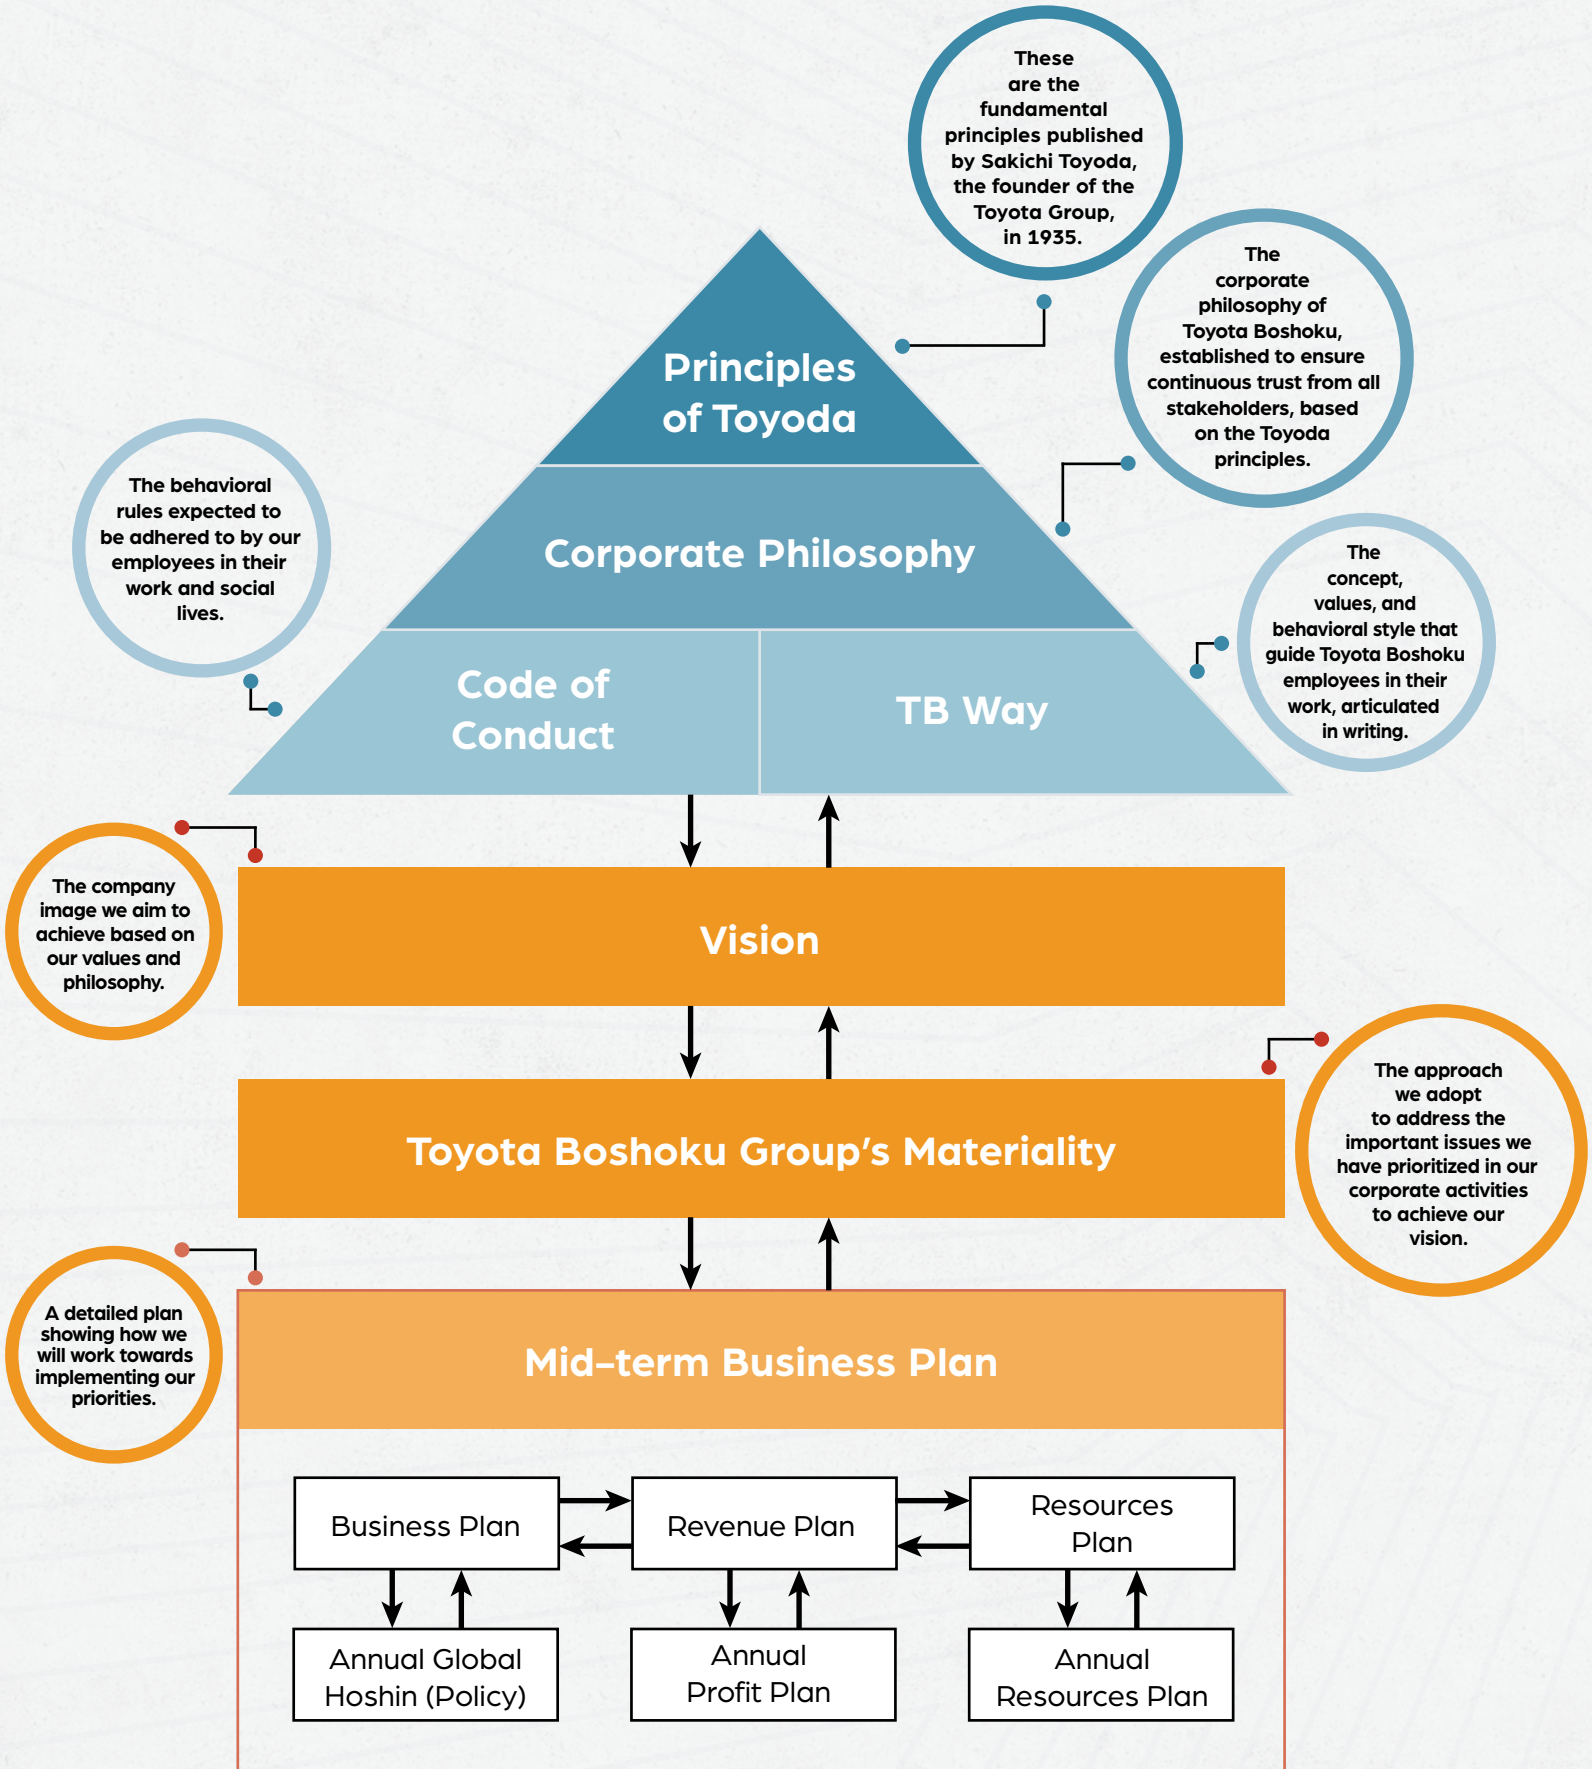 These
are the
fundamental
principles published
by Sakichi Toyoda,
the founder of the
Toyota Group,
in 1935.
The
corporate
philosophy of
Toyota Boshoku,
established to ensure
continuous trust from all
stakeholders, based
on the Toyoda
principles.
Principles
of Toyoda
The behavioral
rules expected to
be adhered to by our
employees in their
work and social
lives.
Corporate Philosophy
The
concept,
values, and
behavioral style that
guide Toyota Boshoku
employees in their
work, articulated
in writing.
Code of
Conduct
TB Way
The company
image we aim to
achieve based on
our values and
philosophy.
Vision
Toyota Boshoku Group's Materiality
The approach
we adopt
to address the
important issues we
have prioritized in our
corporate activities
to achieve our
vision.
A detailed plan
showing how we
will work towards
implementing our
priorities.
Mid-term Business Plan
Business Plan
Revenue Plan
Resources
Plan
Annual Global
Hoshin (Policy)
Annual
Profit Plan
Annual
Resources Plan